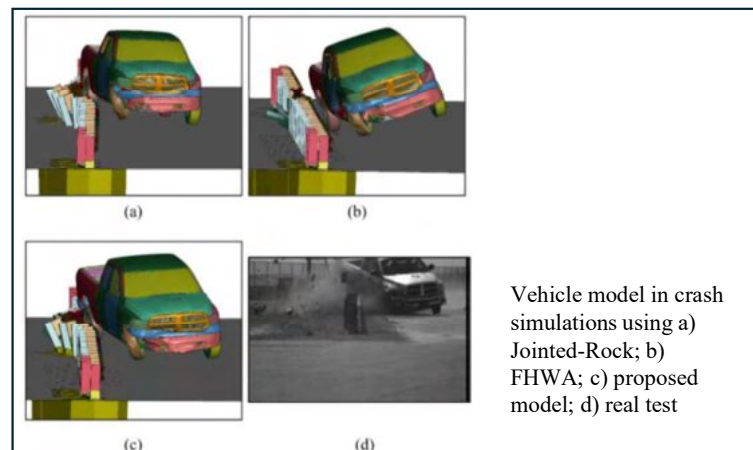 (a)
(b)
(c)
(d)
Vehicle model in crash
simulations using a)
Jointed-Rock; b)
FHWA; c) proposed
model; d) real test